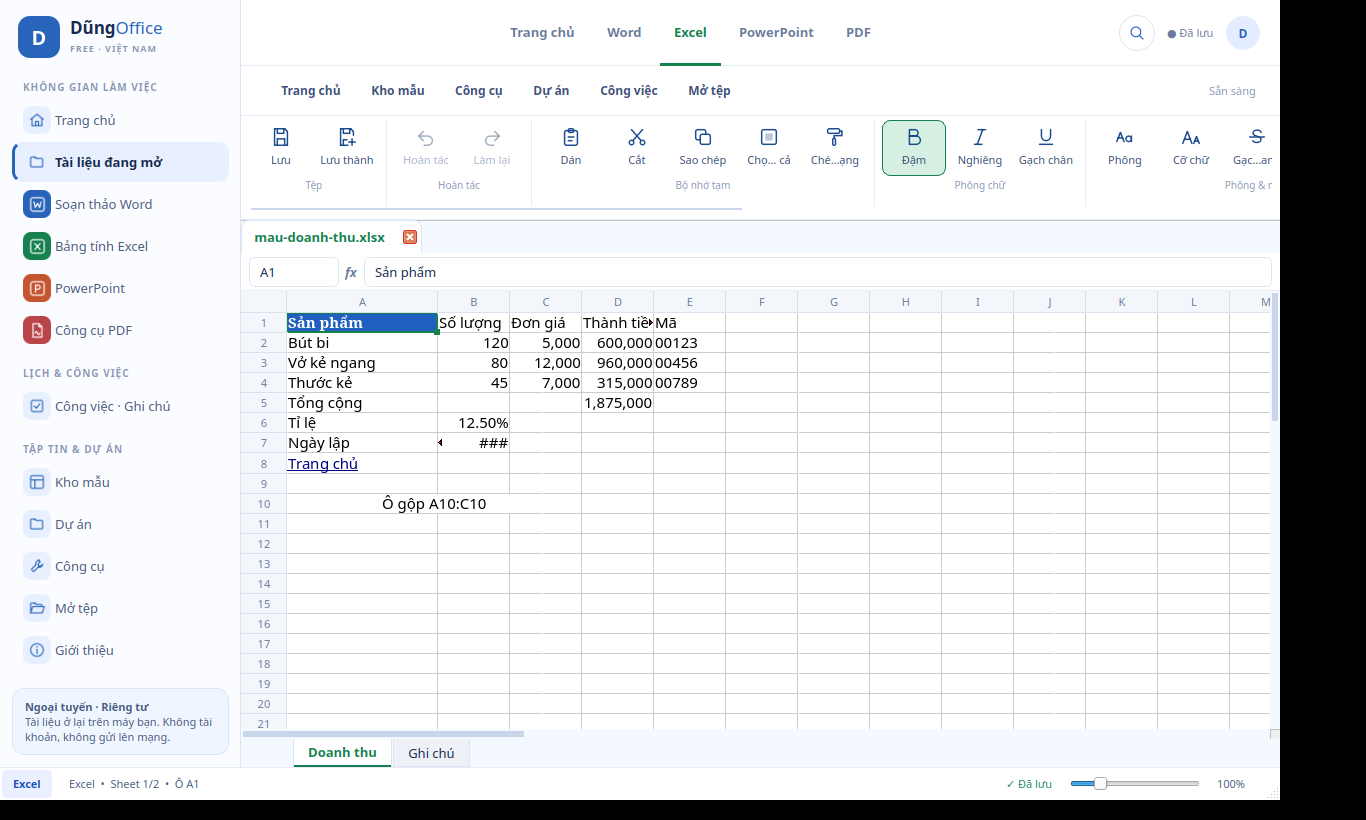 DũngOffice
FREE · VIỆT NAM
Trang chủ Word Excel PowerPoint PDF
Đã lưu D
KHÔNG GIAN LÀM VIỆC
Trang chủ
Tài liệu đang mở
Soạn thảo Word
Bảng tính Excel
PowerPoint
Công cụ PDF
LỊCH & CÔNG VIỆC
Công việc · Ghi chú
TẬP TIN & DỰ ÁN
Kho mẫu
Dự án
Công cụ
Mở tệp
Giới thiệu
Ngoại tuyến · Riêng tư
Tài liệu ở lại trên máy bạn. Không tài
khoản, không gửi lên mạng.
Trang chủ Kho mẫu Công cụ Dự án Công việc Mở tệp Sẵn sàng
Lưu Lưu thành Hoàn tác Làm lại Dán Cắt Sao chép Chọ... cả Ché...ạng Đậm Nghiêng Gạch chân Phông Cỡ chữ Gạc...an
Tệp Hoàn tác Bộ nhớ tạm Phông chữ Phông & r
mau-doanh-thu.xlsx
A1 fx Sản phẩm
A B C D E F G H I J K L M
1 Sản phẩm Số lượng Đơn giá Thành tiề Mã
2 Bút bi 120 5,000 600,000 00123
3 Vở kẻ ngang 80 12,000 960,000 00456
4 Thước kẻ 45 7,000 315,000 00789
5 Tổng cộng 1,875,000
6 Tỉ lệ 12.50%
7 Ngày lập ###
8 Trang chủ
9
10 Ô gộp A10:C10
11
12
13
14
15
16
17
18
19
20
21
Doanh thu Ghi chú
Excel Excel • Sheet 1/2 • Ô A1 ✓ Đã lưu 100%